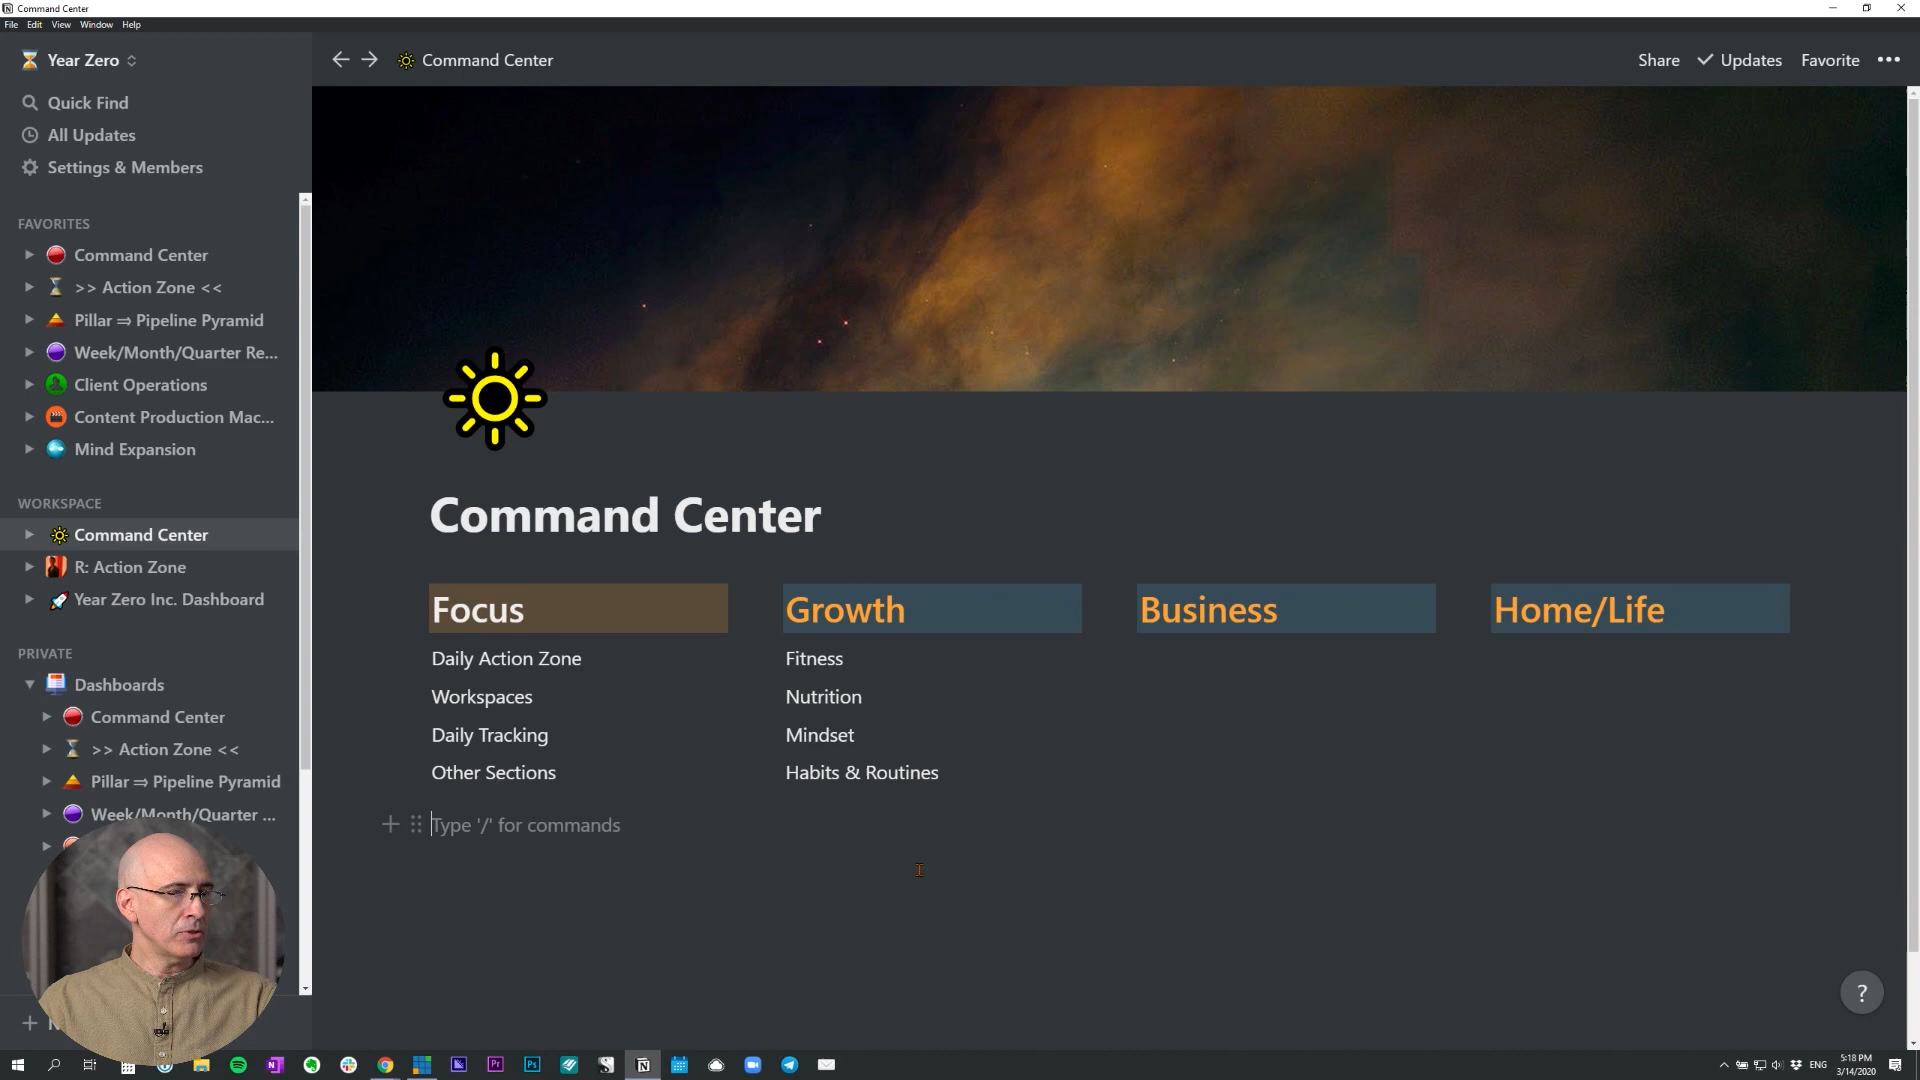 Command Center
File Edit View Window Help
Year Zero
Command Center
Share Updates Favorite
Quick Find
All Updates
Settings & Members
FAVORITES
Command Center
>> Action Zone <<
Pillar ⇒ Pipeline Pyramid
Week/Month/Quarter Re...
Client Operations
Content Production Mac...
Mind Expansion
WORKSPACE
Command Center
R: Action Zone
Year Zero Inc. Dashboard
PRIVATE
Dashboards
Command Center
>> Action Zone <<
Pillar ⇒ Pipeline Pyramid
Week/Month/Quarter ...
Command Center
Focus
Daily Action Zone
Workspaces
Daily Tracking
Other Sections
Growth
Fitness
Nutrition
Mindset
Habits & Routines
Business
Home/Life
Type '/' for commands
?
ENG
5:18 PM
3/14/2020